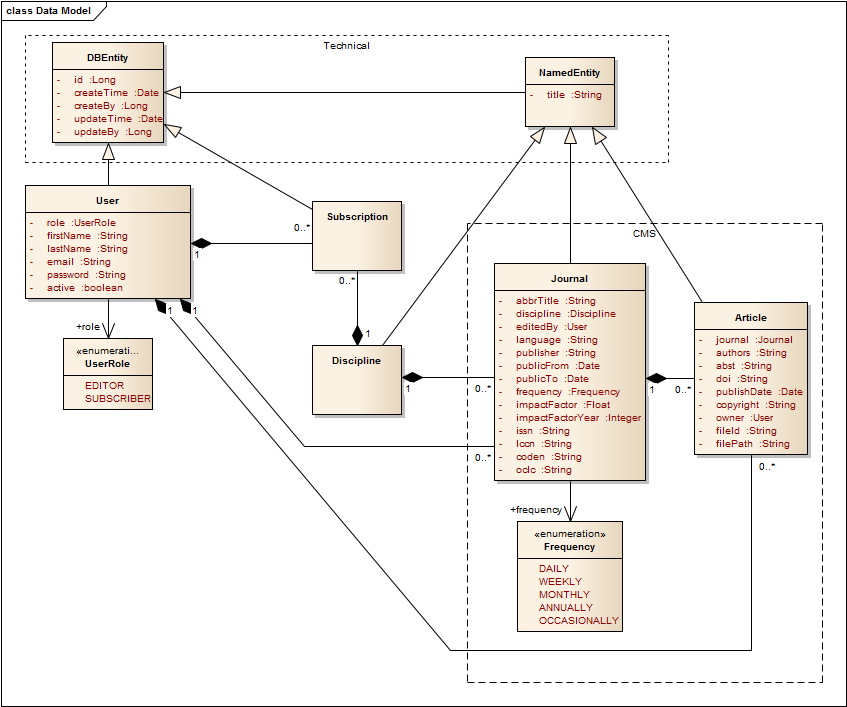 class Data Model
Technical
DBEntity
- id :Long
- createTime :Date
- createBy :Long
- updateTime :Date
- updateBy :Long
NamedEntity
- title :String
User
- role :UserRole
- firstName :String
- lastName :String
- email :String
- password :String
- active :boolean
Subscription
0..*
1
0..*
1
CMS
Journal
- abbrTitle :String
- discipline :Discipline
- editedBy :User
- language :String
- publisher :String
- publicFrom :Date
- publicTo :Date
- frequency :Frequency
- impactFactor :Float
- impactFactorYear :Integer
- issn :String
- lccn :String
- coden :String
- oclc :String
Article
- journal :Journal
- authors :String
- abst :String
- doi :String
- publishDate :Date
- copyright :String
- owner :User
- fileId :String
- filePath :String
1
1
+role
«enumerati...
UserRole
EDITOR
SUBSCRIBER
Discipline
1
0..*
1
0..*
0..*
0..*
+frequency
«enumeration»
Frequency
DAILY
WEEKLY
MONTHLY
ANNUALLY
OCCASIONALLY